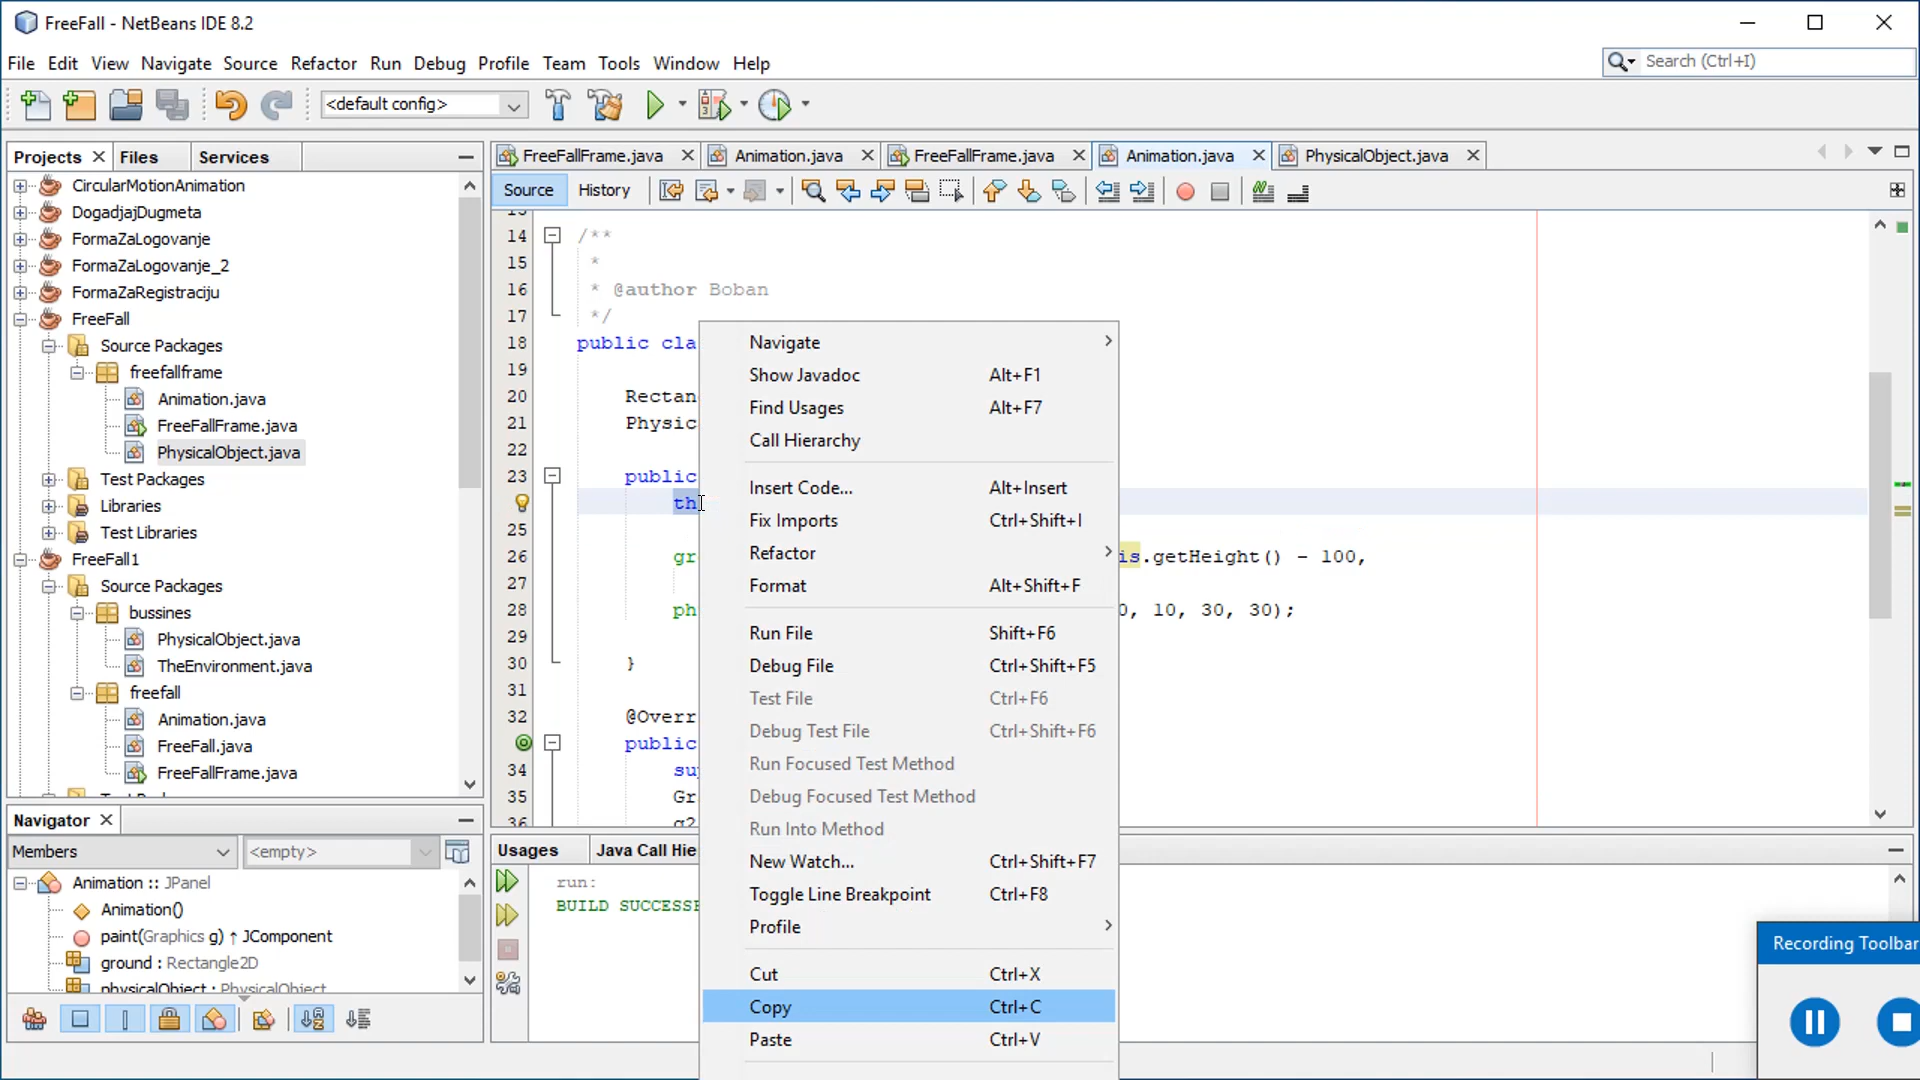 FreeFall - NetBeans IDE 8.2
File Edit View Navigate Source Refactor Run Debug Profile Team Tools Window Help
Search (Ctrl+I)
<default config>
Projects Files Services
CircularMotionAnimation
DogadjajDugmeta
FormaZaLogovanje
FormaZaLogovanje_2
FormaZaRegistraciju
FreeFall
Source Packages
freefallframe
Animation.java
FreeFallFrame.java
PhysicalObject.java
Test Packages
Libraries
Test Libraries
FreeFall1
Source Packages
bussines
PhysicalObject.java
TheEnvironment.java
freefall
Animation.java
FreeFall.java
FreeFallFrame.java
Navigator
Members <empty>
Animation :: JPanel
Animation()
paint(Graphics g) ↑ JComponent
ground : Rectangle2D
physicalObject : PhysicalObject
FreeFallFrame.java Animation.java FreeFallFrame.java Animation.java PhysicalObject.java
Source History
14 /**
15 *
16 * @author Boban
17 */
18 public cla
19
20 Rectan
21 Physic
22
23 public
th
25
26 gr is.getHeight() - 100,
27
28 ph 0, 10, 30, 30);
29
30 }
31
32 @Overr
public
34 sup
35 Gr
36 g2
Navigate
Show Javadoc Alt+F1
Find Usages Alt+F7
Call Hierarchy
Insert Code... Alt+Insert
Fix Imports Ctrl+Shift+I
Refactor
Format Alt+Shift+F
Run File Shift+F6
Debug File Ctrl+Shift+F5
Test File Ctrl+F6
Debug Test File Ctrl+Shift+F6
Run Focused Test Method
Debug Focused Test Method
Run Into Method
New Watch... Ctrl+Shift+F7
Toggle Line Breakpoint Ctrl+F8
Profile
Cut Ctrl+X
Copy Ctrl+C
Paste Ctrl+V
Usages Java Call Hie
run:
BUILD SUCCESSF
Recording Toolbar